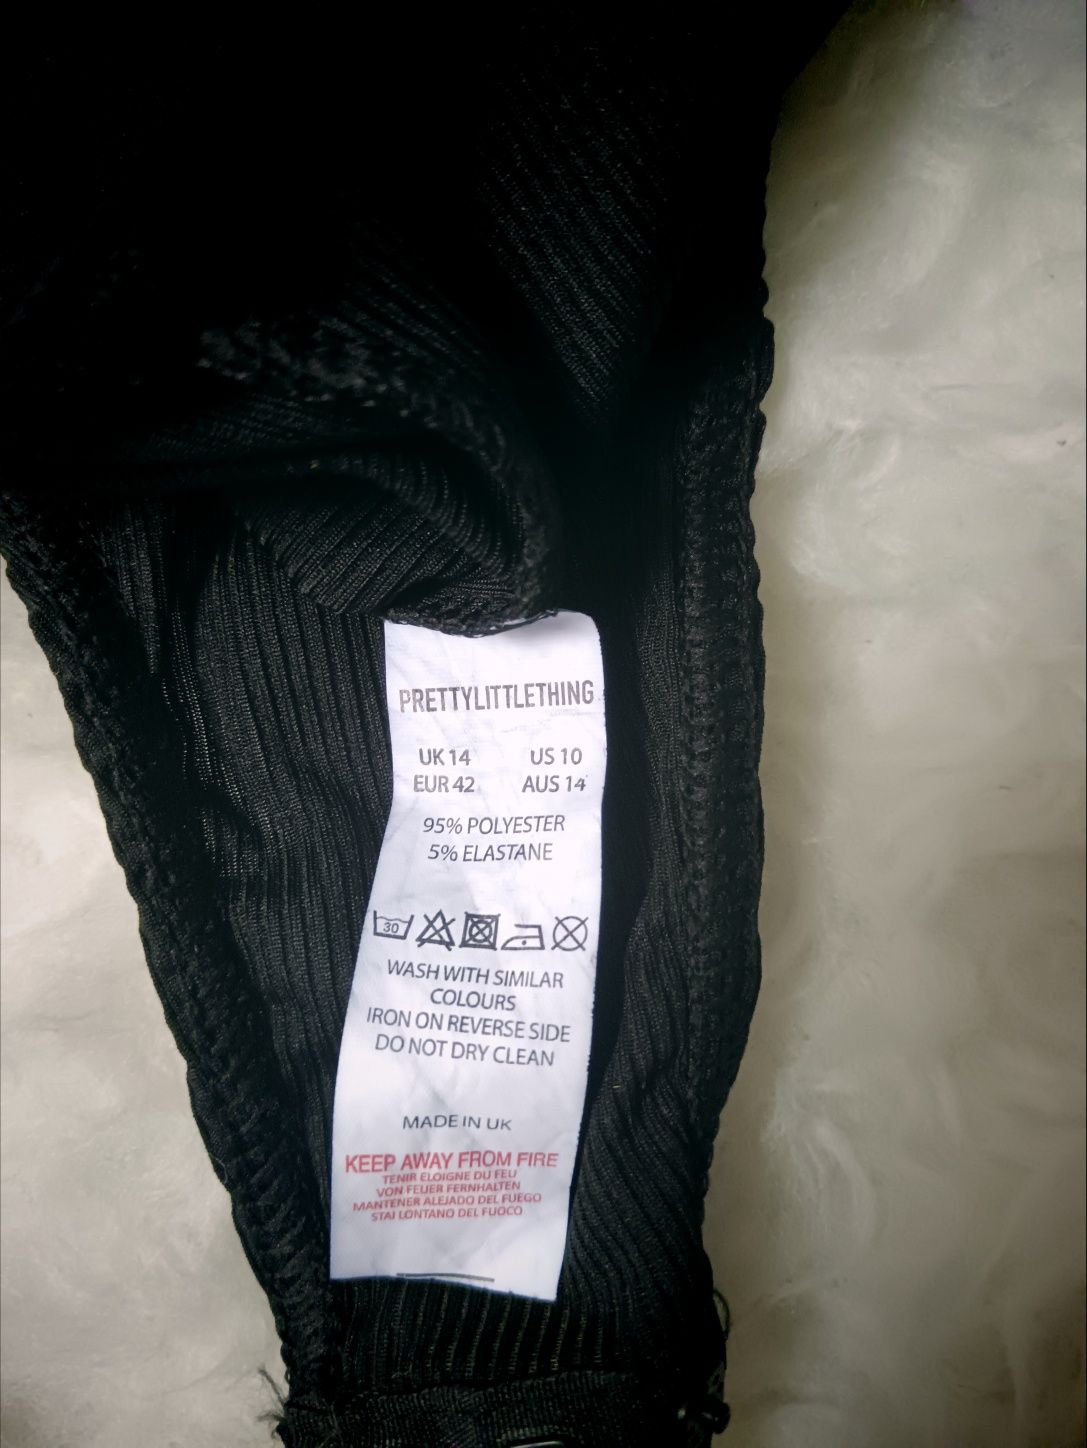 PRETTYLITTLETHING
UK 14 US 10
EUR 42 AUS 14
95% POLYESTER
5% ELASTANE
30
WASH WITH SIMILAR
COLOURS
IRON ON REVERSE SIDE
DO NOT DRY CLEAN
MADE IN UK
KEEP AWAY FROM FIRE
TENIR ELOIGNE DU FEU
VON FEUER FERNHALTEN
MANTENER ALEJADO DEL FUEGO
STAI LONTANO DEL FUOCO